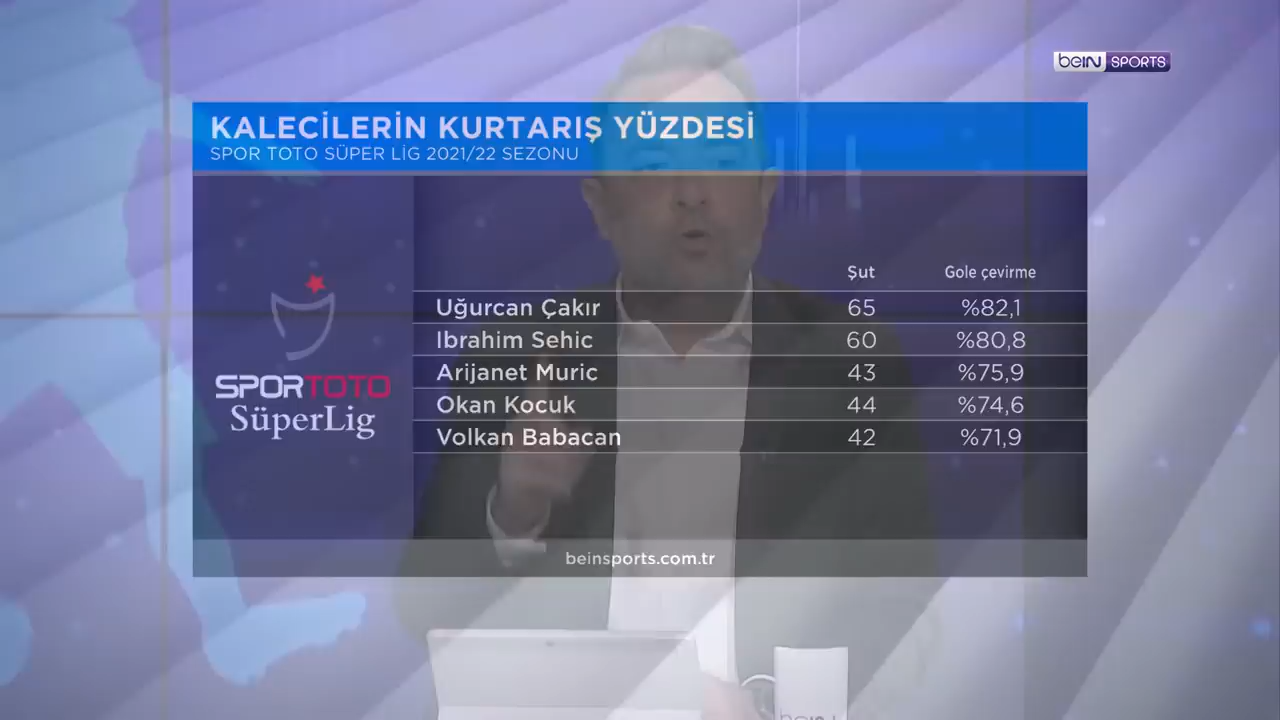 beIN SPORTS
KALECİLERİN KURTARIŞ YÜZDESİ
SPOR TOTO SÜPER LİG 2021/22 SEZONU
Şut Gole çevirme
Uğurcan Çakır 65 %82,1
Ibrahim Sehic 60 %80,8
Arijanet Muric 43 %75,9
Okan Kocuk 44 %74,6
Volkan Babacan 42 %71,9
SPORTOTO
SüperLig
beinsports.com.tr